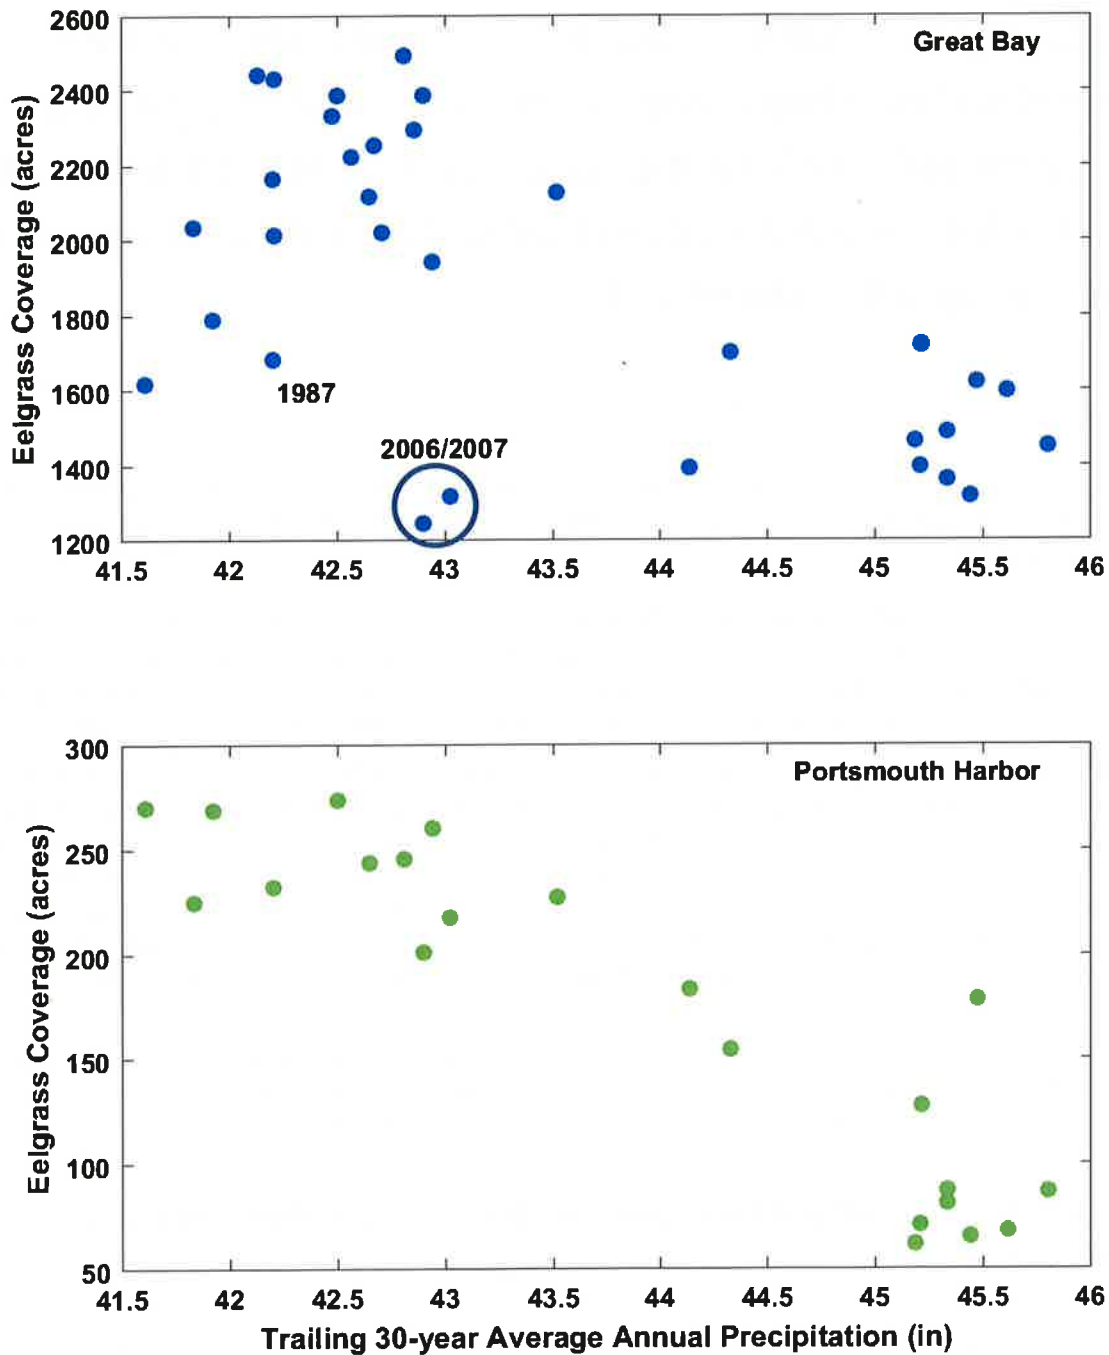 Great Bay
Eelgrass Coverage (acres)
2600
2400
2200
2000
1800
1600
1400
1200
1987
2006/2007
41.5 42 42.5 43 43.5 44 44.5 45 45.5 46
Portsmouth Harbor
Eelgrass Coverage (acres)
300
250
200
150
100
50
41.5 42 42.5 43 43.5 44 44.5 45 45.5 46
Trailing 30-year Average Annual Precipitation (in)